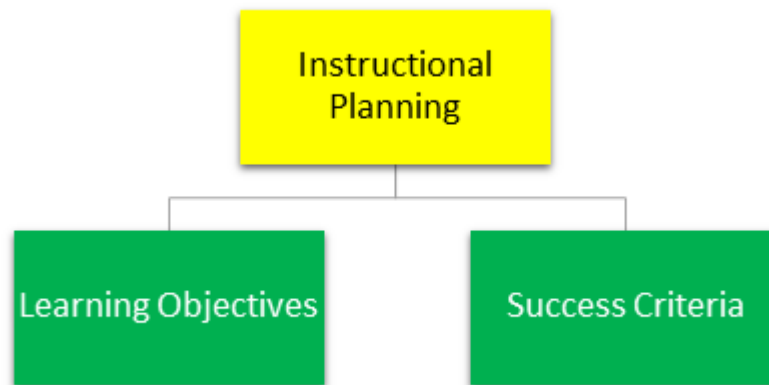 Instructional
Planning
Learning Objectives
Success Criteria